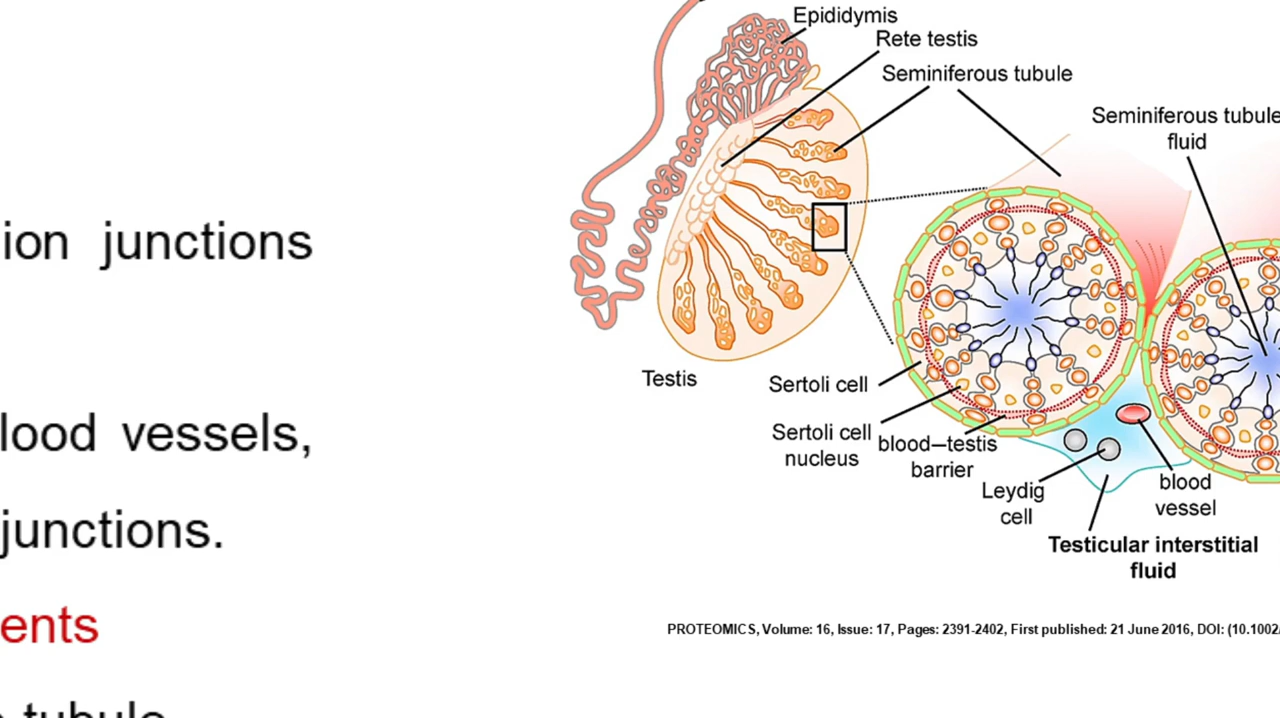 ion junctions
lood vessels,
junctions.
ents
Epididymis
Rete testis
Seminiferous tubule
Seminiferous tubule
fluid
Testis
Sertoli cell
Sertoli cell
nucleus
blood–testis
barrier
Leydig
cell
blood
vessel
Testicular interstitial
fluid
PROTEOMICS, Volume: 16, Issue: 17, Pages: 2391-2402, First published: 21 June 2016, DOI: (10.1002/